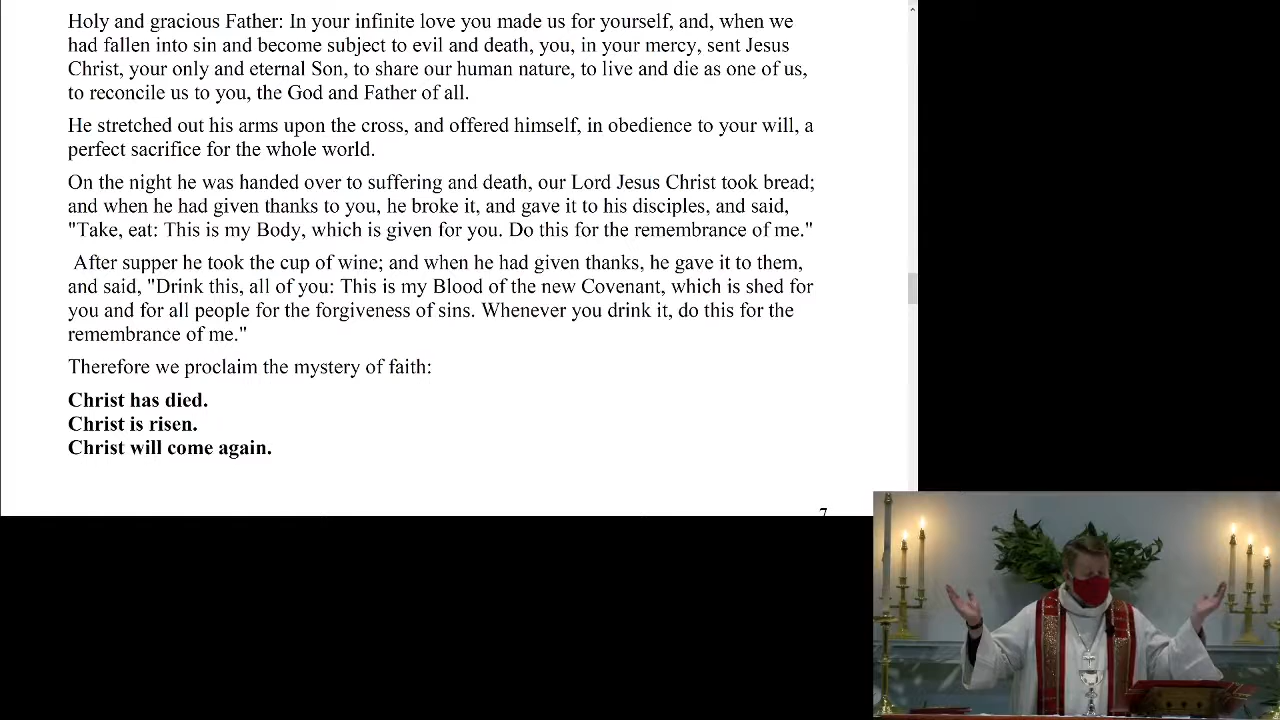 Holy and gracious Father: In your infinite love you made us for yourself, and, when we
had fallen into sin and become subject to evil and death, you, in your mercy, sent Jesus
Christ, your only and eternal Son, to share our human nature, to live and die as one of us,
to reconcile us to you, the God and Father of all.
He stretched out his arms upon the cross, and offered himself, in obedience to your will, a
perfect sacrifice for the whole world.
On the night he was handed over to suffering and death, our Lord Jesus Christ took bread;
and when he had given thanks to you, he broke it, and gave it to his disciples, and said,
"Take, eat: This is my Body, which is given for you. Do this for the remembrance of me."
After supper he took the cup of wine; and when he had given thanks, he gave it to them,
and said, "Drink this, all of you: This is my Blood of the new Covenant, which is shed for
you and for all people for the forgiveness of sins. Whenever you drink it, do this for the
remembrance of me."
Therefore we proclaim the mystery of faith:
Christ has died.
Christ is risen.
Christ will come again.
7